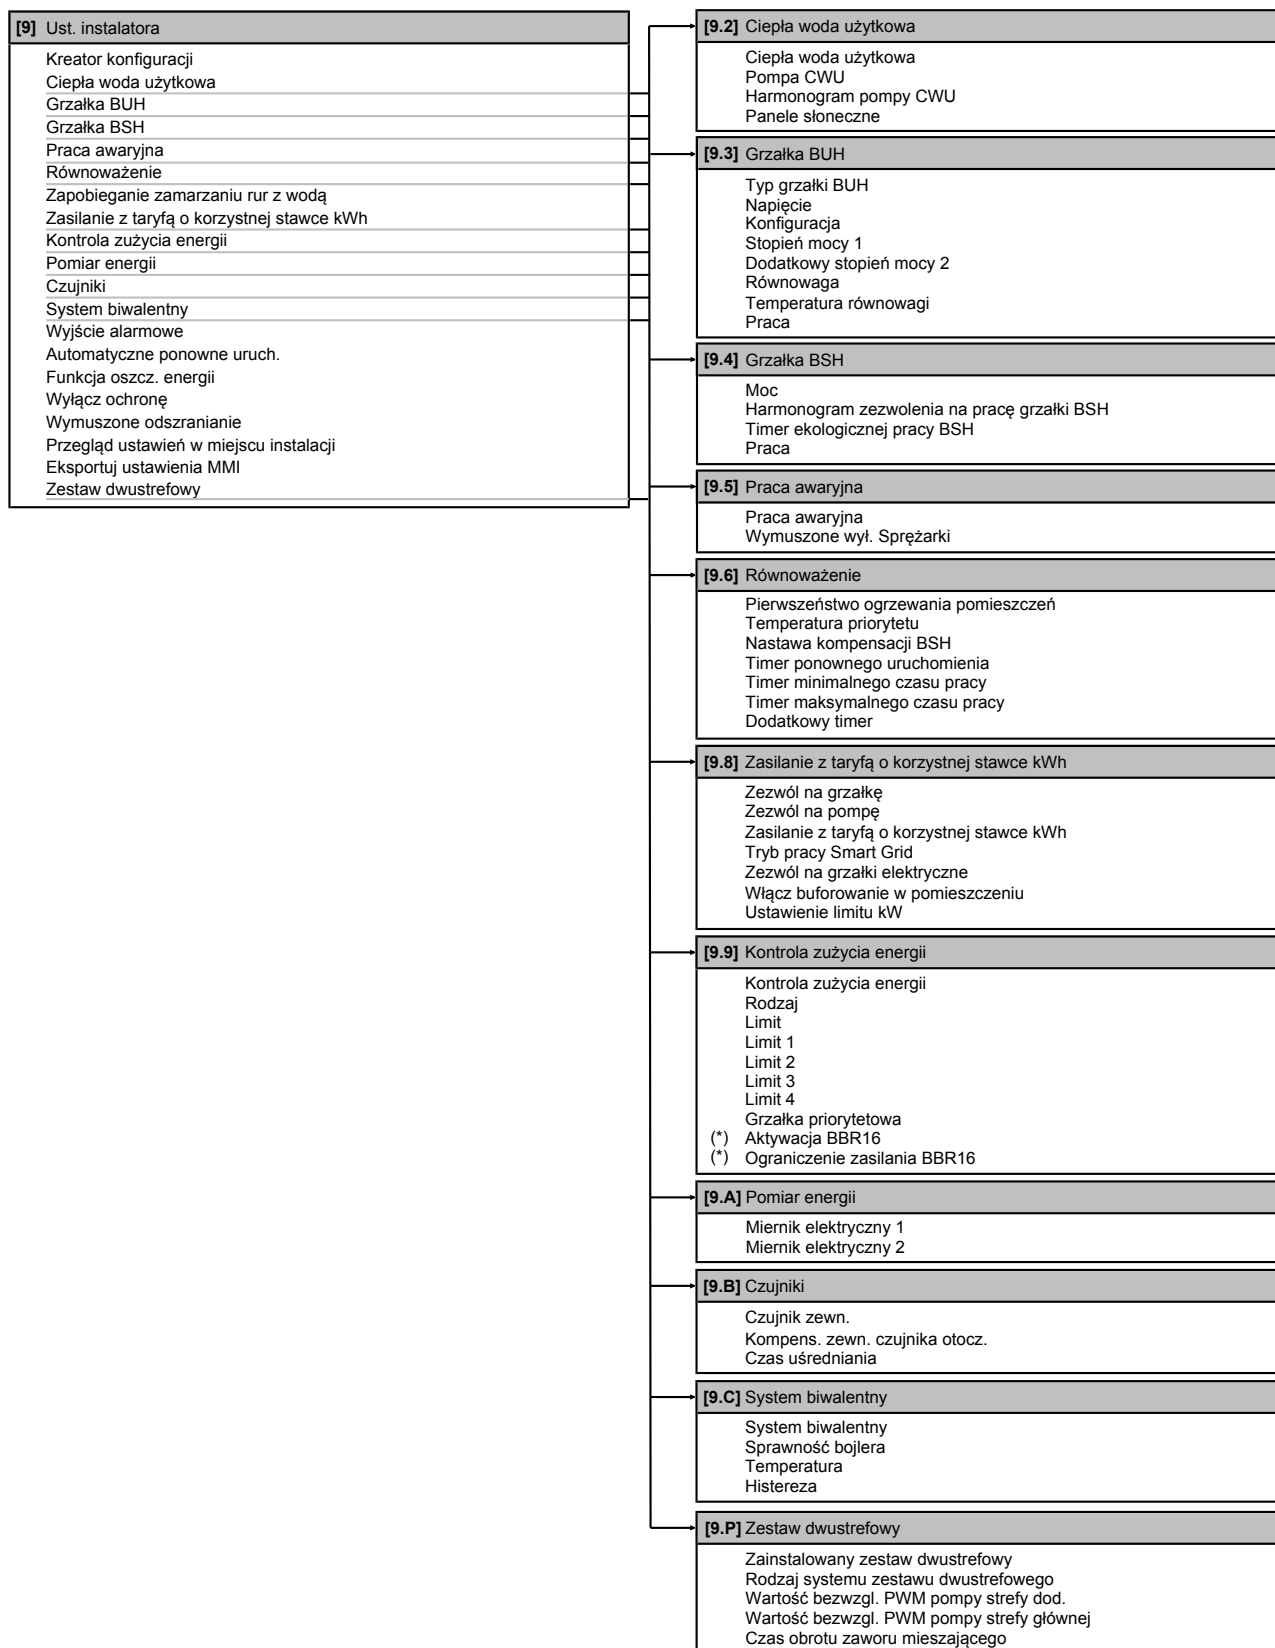 [9] Ust. instalatora
Kreator konfiguracji
Ciepła woda użytkowa
Grzałka BUH
Grzałka BSH
Praca awaryjna
Równoważenie
Zapobieganie zamarzaniu rur z wodą
Zasilanie z taryfą o korzystnej stawce kWh
Kontrola zużycia energii
Pomiar energii
Czujniki
System biwalentny
Wyjście alarmowe
Automatyczne ponowne uruch.
Funkcja oszcz. energii
Wyłącz ochronę
Wymuszone odszranianie
Przegląd ustawień w miejscu instalacji
Eksportuj ustawienia MMI
Zestaw dwustrefowy
[9.2] Ciepła woda użytkowa
Ciepła woda użytkowa
Pompa CWU
Harmonogram pompy CWU
Panele słoneczne
[9.3] Grzałka BUH
Typ grzałki BUH
Napięcie
Konfiguracja
Stopień mocy 1
Dodatkowy stopień mocy 2
Równowaga
Temperatura równowagi
Praca
[9.4] Grzałka BSH
Moc
Harmonogram zezwolenia na pracę grzałki BSH
Timer ekologicznej pracy BSH
Praca
[9.5] Praca awaryjna
Praca awaryjna
Wymuszone wył. Sprężarki
[9.6] Równoważenie
Pierwszeństwo ogrzewania pomieszczeń
Temperatura priorytetu
Nastawa kompensacji BSH
Timer ponownego uruchomienia
Timer minimalnego czasu pracy
Timer maksymalnego czasu pracy
Dodatkowy timer
[9.8] Zasilanie z taryfą o korzystnej stawce kWh
Zezwól na grzałkę
Zezwól na pompę
Zasilanie z taryfą o korzystnej stawce kWh
Tryb pracy Smart Grid
Zezwól na grzałki elektryczne
Włącz buforowanie w pomieszczeniu
Ustawienie limitu kW
[9.9] Kontrola zużycia energii
Kontrola zużycia energii
Rodzaj
Limit
Limit 1
Limit 2
Limit 3
Limit 4
Grzałka priorytetowa
(*) Aktywacja BBR16
(*) Ograniczenie zasilania BBR16
[9.A] Pomiar energii
Miernik elektryczny 1
Miernik elektryczny 2
[9.B] Czujniki
Czujnik zewn.
Kompens. zewn. czujnika otocz.
Czas uśredniania
[9.C] System biwalentny
System biwalentny
Sprawność bojlera
Temperatura
Histereza
[9.P] Zestaw dwustrefowy
Zainstalowany zestaw dwustrefowy
Rodzaj systemu zestawu dwustrefowego
Wartość bezwzgl. PWM pompy strefy dod.
Wartość bezwzgl. PWM pompy strefy głównej
Czas obrotu zaworu mieszającego